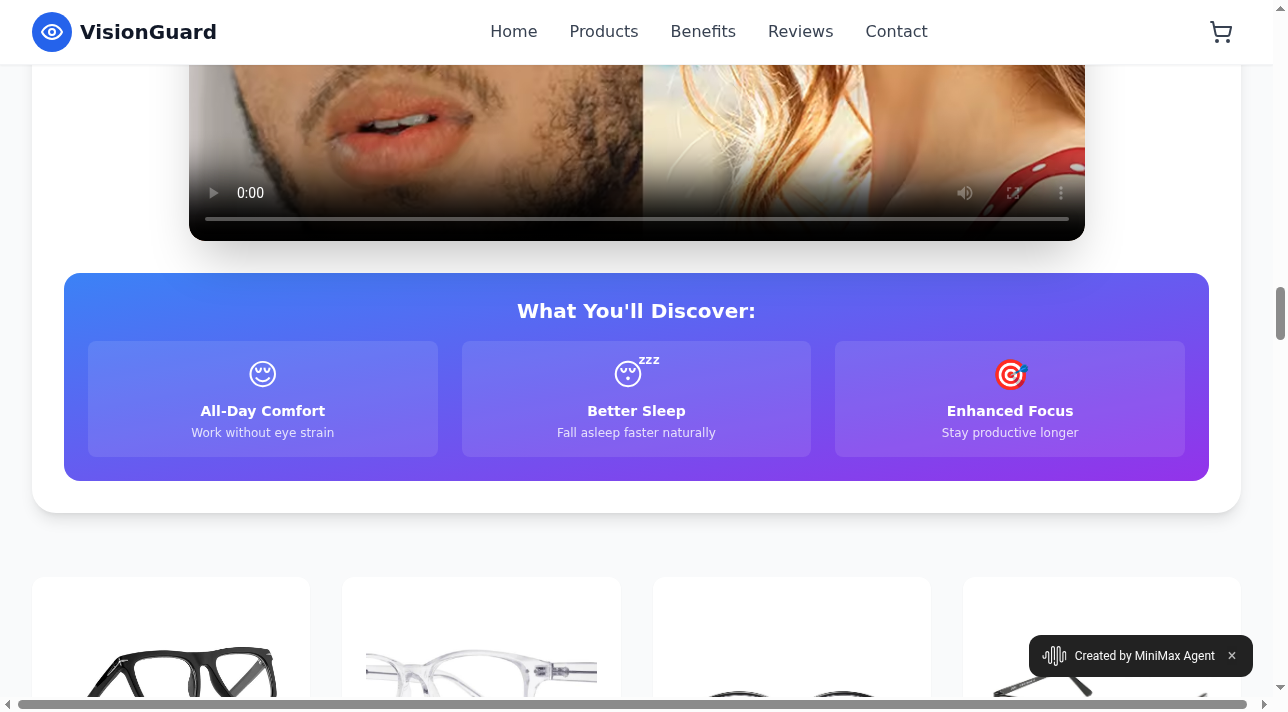 VisionGuard
Home
Products
Benefits
Reviews
Contact
0:00
What You'll Discover:
zzz
All-Day Comfort
Work without eye strain
Better Sleep
Fall asleep faster naturally
Enhanced Focus
Stay productive longer
Created by MiniMax Agent